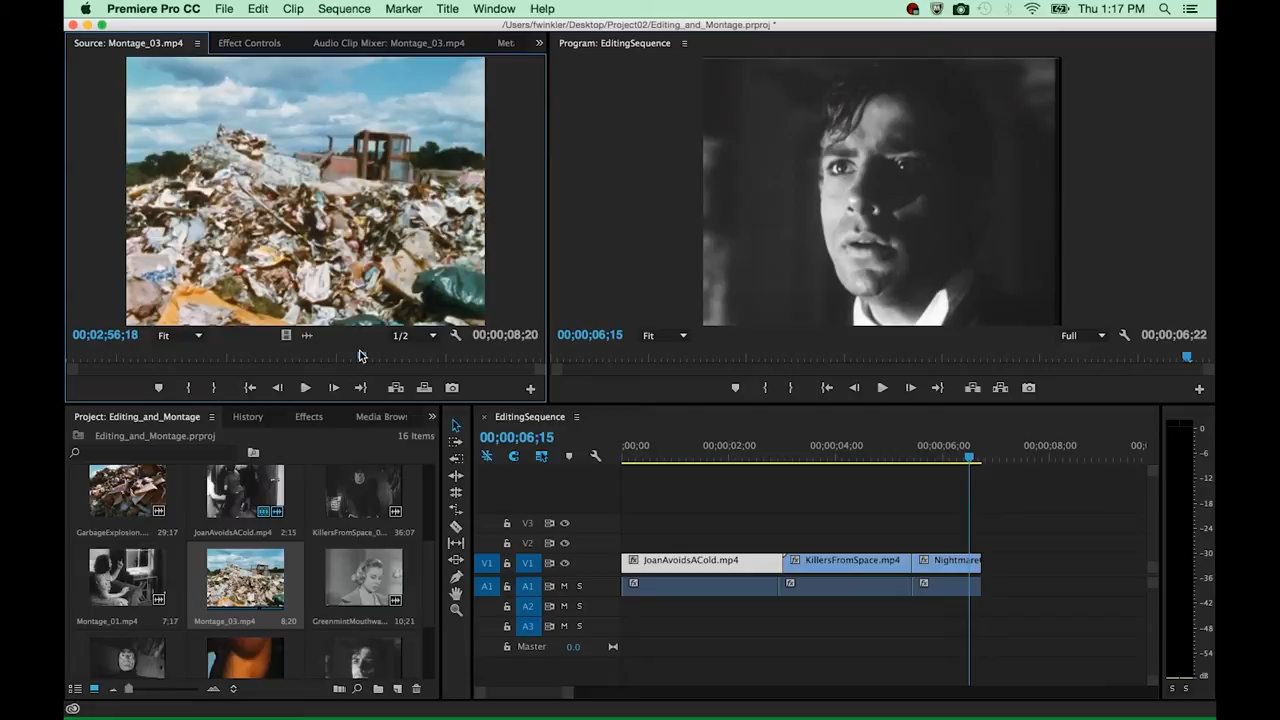 Premiere Pro CC File Edit Clip Sequence Marker Title Window Help Thu 1:17 PM
/Users/fwinkler/Desktop/Project02/Editing_and_Montage.prproj *
Source: Montage_03.mp4 Effect Controls Audio Clip Mixer: Montage_03.mp4 Met »
Program: EditingSequence
00;02;56;18 Fit 1/2 00;00;08;20
00;00;06;15 Fit Full 00;00;06;22
Project: Editing_and_Montage History Effects Media Brows »
Editing_and_Montage.prproj 16 Items
GarbageExplosion.... 29;17 JoanAvoidsACold.mp4 2:15 KillersFromSpace_0... 36:07
Montage_01.mp4 7;17 Montage_03.mp4 8;20 GreenmintMouthwa... 10;21
× EditingSequence
00;00;06;15
;00;00 00;00;02;00 00;00;04;00 00;00;06;00 00;00;08;00 00;
V3
V2
V1 V1 JoanAvoidsACold.mp4 KillersFromSpace.mp4 Nightmare
A1 A1 M S
A2 M S
A3 M S
Master 0.0
0
-6
-12
-18
-24
-30
-36
-42
-48
-54
dB
S S